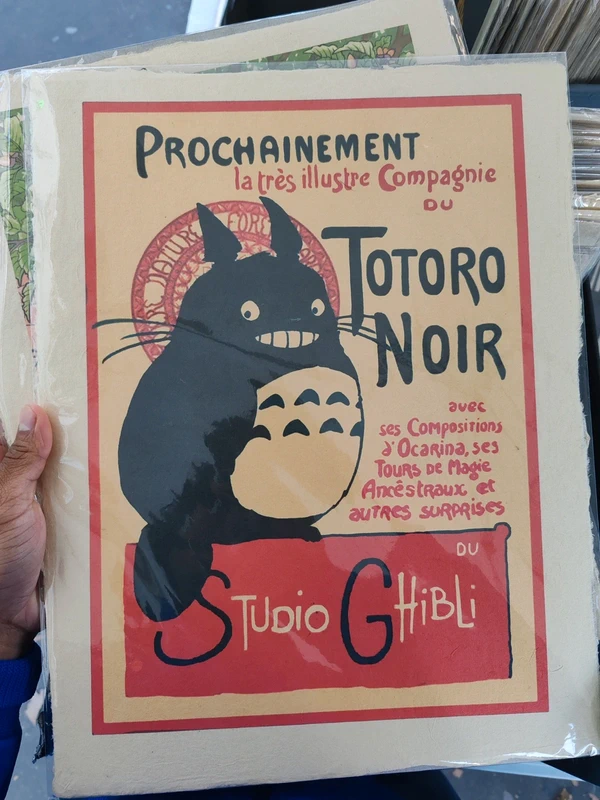 PROCHAINEMENT
la très illustre Compagnie
DU
TOTORO
NOIR
avec
ses Compositions
d'Ocarina, ses
TOURS DE MAGIE
Ancêstraux et
AUTRES SURPRISES
DU
STUDIO GHIBLI